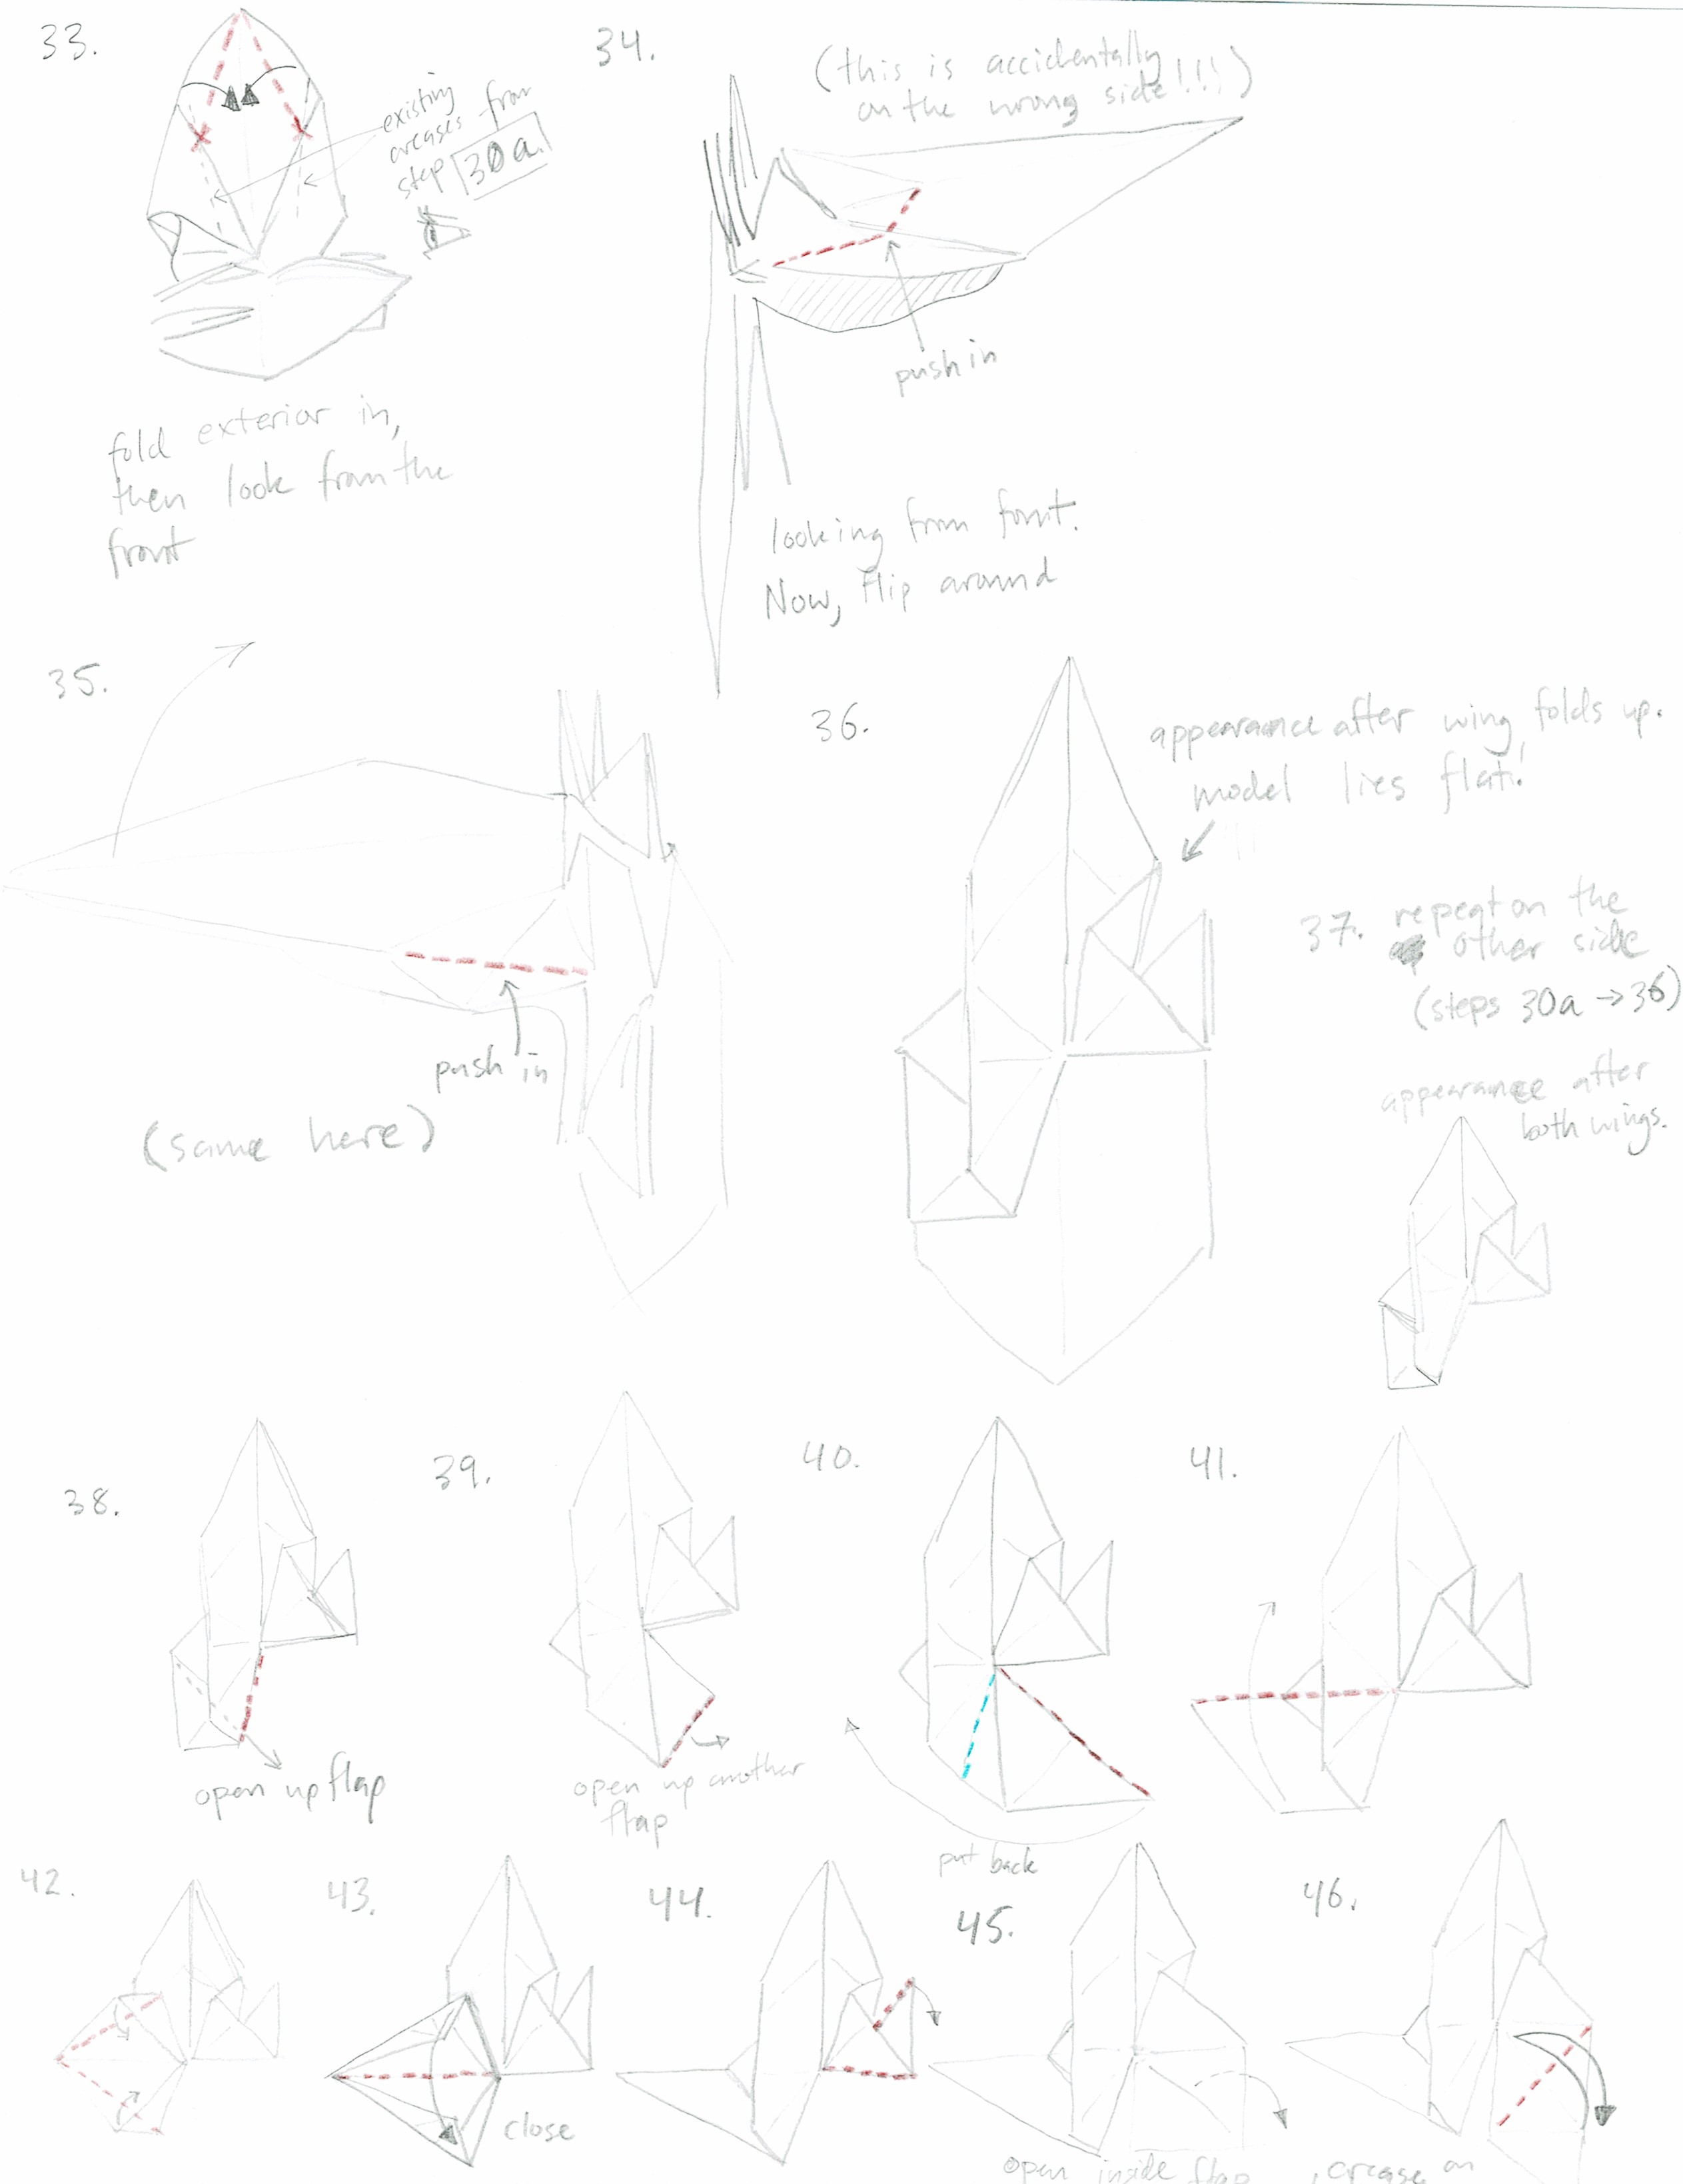 33.
existing
creases from
step 30a.
fold exterior in,
then look from the
front
34.
(this is accidentally
on the wrong side!!!)
push in
looking from font.
Now, flip around
35.
push in
(same here)
36.
appearance after wing folds up.
model lies flat!
37. repeat on the
other side
(steps 30a → 36)
appearance after
both wings.
38.
open up flap
39.
open up another
flap
40.
put back
41.
42.
43.
close
44.
45.
open inside flap
46.
crease on